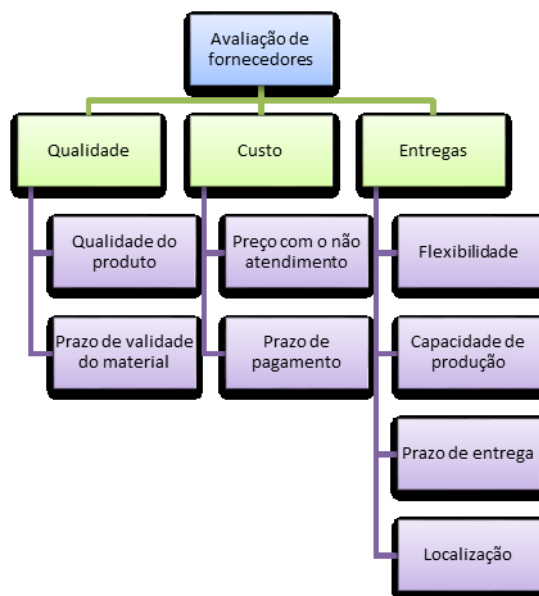 Avaliação de
fornecedores
Qualidade
Custo
Entregas
Qualidade do
produto
Prazo de validade
do material
Preço com o não
atendimento
Prazo de
pagamento
Flexibilidade
Capacidade de
produção
Prazo de entrega
Localização